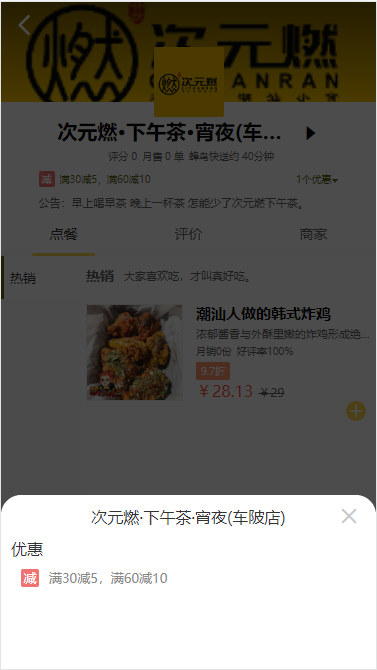 燃
次元燃
潮汕小宵
次元燃
次元燃•下午茶•宵夜(车...
评分 0 月售 0 单 蜂鸟快送约 40分钟
减 满30减5，满60减10 1个优惠
公告：早上喝早茶 晚上一杯茶 怎能少了次元燃下午茶。
点餐 评价 商家
热销
热销 大家喜欢吃，才叫真好吃。
潮汕人做的韩式炸鸡
浓郁酱香与外酥里嫩的炸鸡形成绝...
月销0份 好评率100%
9.7折
￥28.13 ￥29
次元燃·下午茶·宵夜(车陂店)
优惠
减 满30减5，满60减10